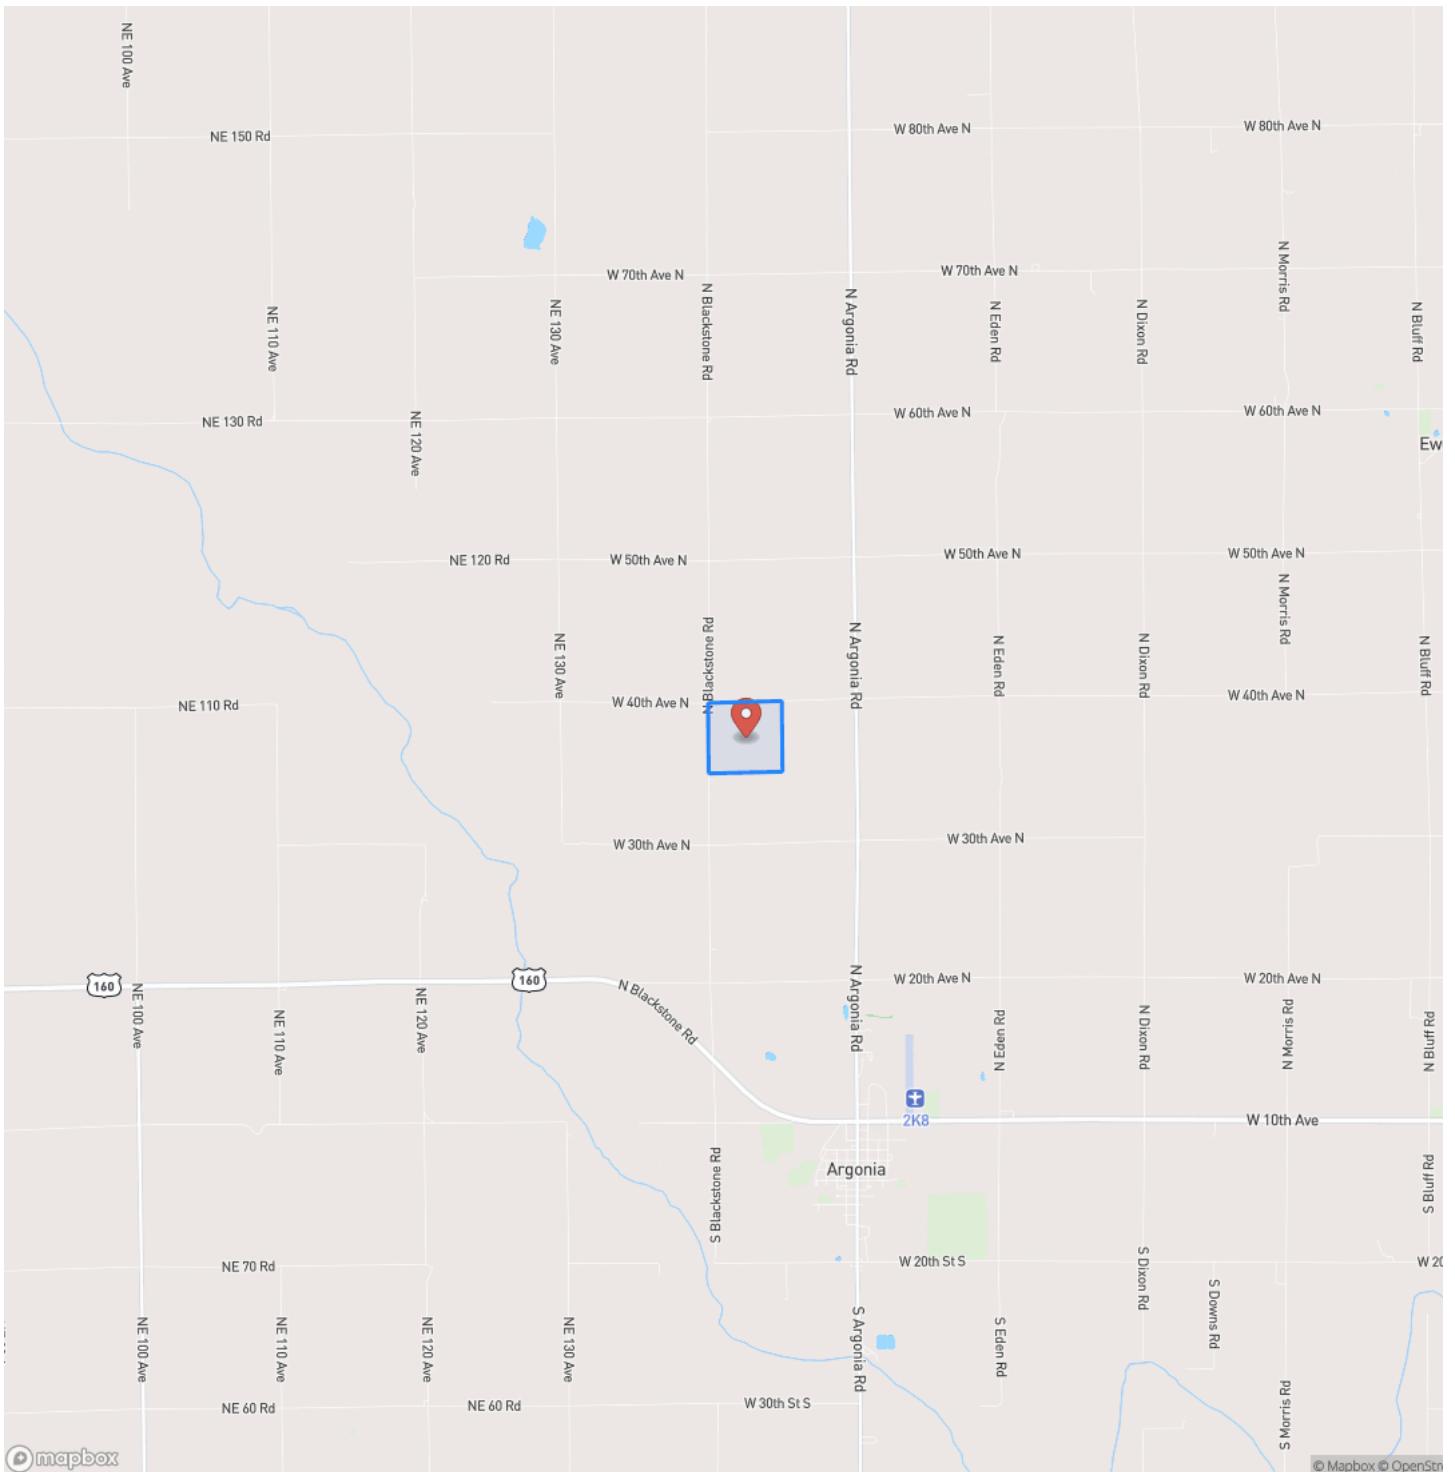 NE 100 Ave
NE 150 Rd
W 80th Ave N
W 80th Ave N
W 70th Ave N
W 70th Ave N
N Morris Rd
NE 110 Ave
NE 130 Ave
N Blackstone Rd
N Argonia Rd
N Eden Rd
N Dixon Rd
N Bluff Rd
NE 130 Rd
NE 120 Ave
W 60th Ave N
W 60th Ave N
Ew
NE 120 Rd
W 50th Ave N
W 50th Ave N
W 50th Ave N
N Morris Rd
NE 130 Ave
N Blackstone Rd
N Argonia Rd
N Eden Rd
N Dixon Rd
N Bluff Rd
NE 110 Rd
W 40th Ave N
W 40th Ave N
W 30th Ave N
W 30th Ave N
160
160
N Blackstone Rd
N Argonia Rd
W 20th Ave N
W 20th Ave N
NE 100 Ave
NE 110 Ave
NE 120 Ave
N Eden Rd
N Dixon Rd
N Morris Rd
N Bluff Rd
2K8
W 10th Ave
Argonia
S Blackstone Rd
S Bluff Rd
NE 70 Rd
W 20th St S
W 20
S Dixon Rd
S Downs Rd
NE 100 Ave
NE 110 Ave
NE 120 Ave
NE 130 Ave
S Argonia Rd
S Eden Rd
S Morris Rd
NE 60 Rd
NE 60 Rd
W 30th St S
mapbox
© Mapbox © OpenStr